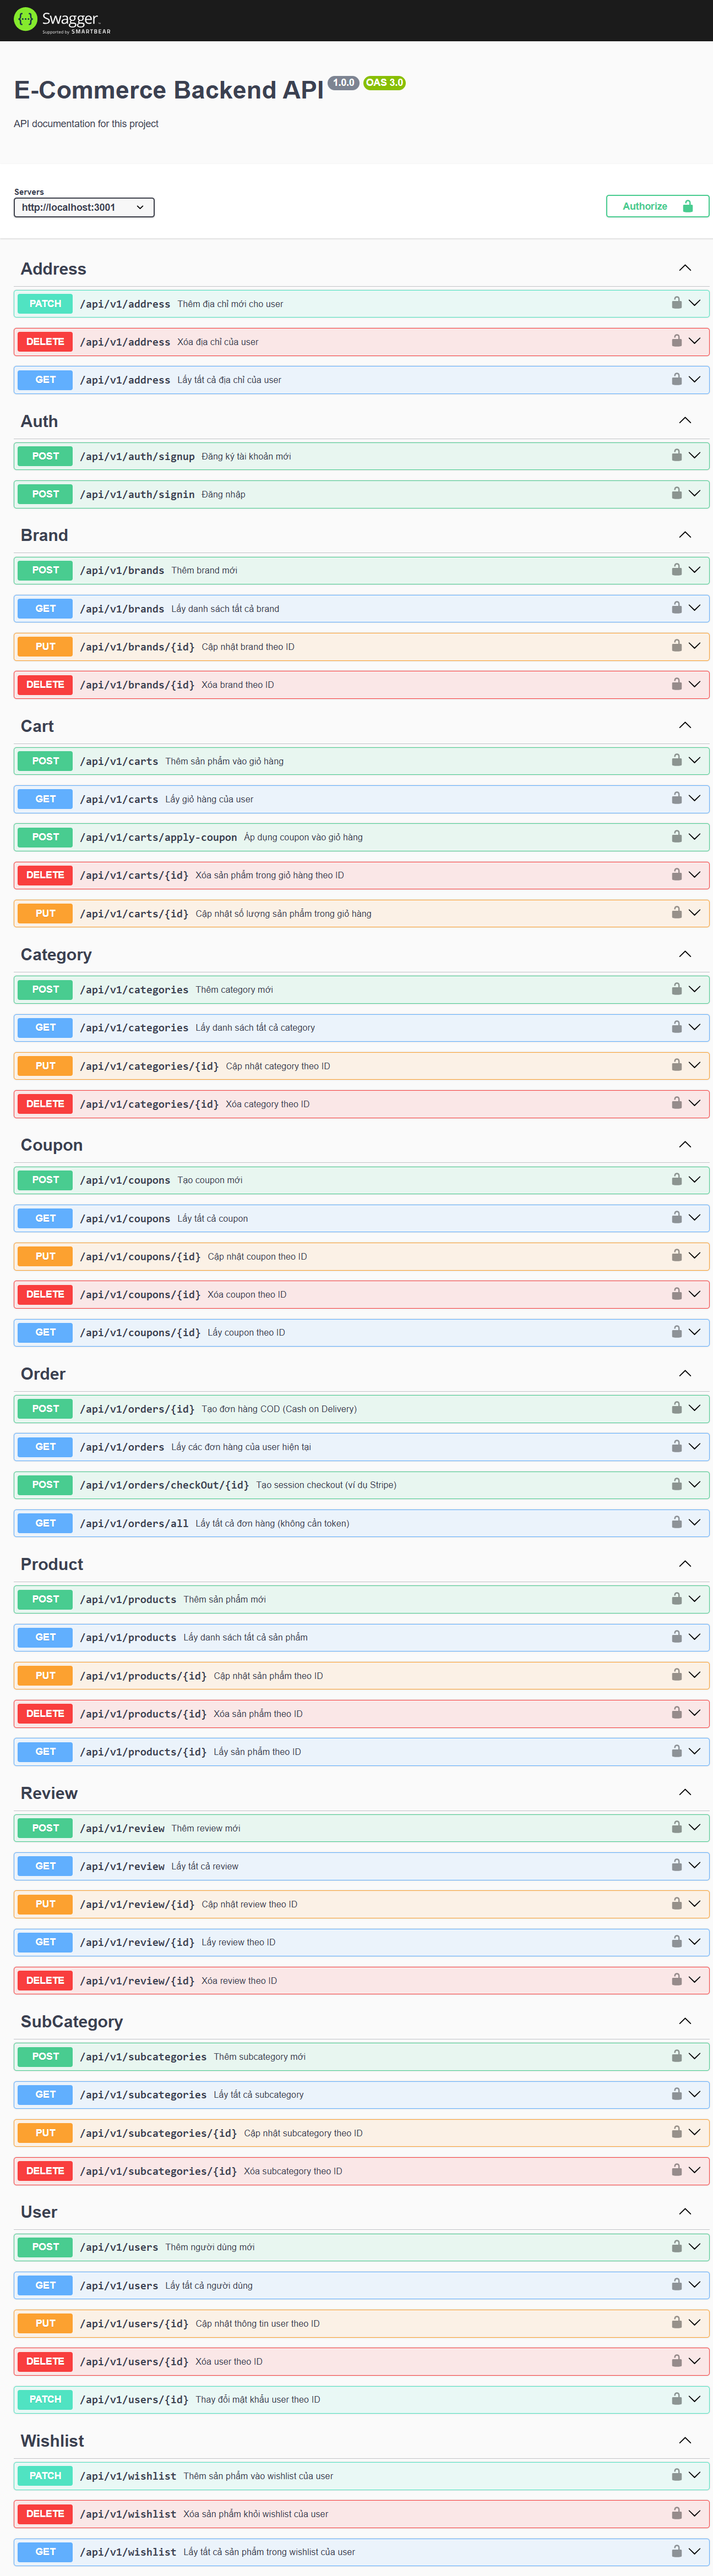 Swagger
Supported by SMARTBEAR
E-Commerce Backend API 1.0.0 OAS 3.0
API documentation for this project
Servers
http://localhost:3001
Authorize
Address
PATCH /api/v1/address Thêm địa chỉ mới cho user
DELETE /api/v1/address Xóa địa chỉ của user
GET /api/v1/address Lấy tất cả địa chỉ của user
Auth
POST /api/v1/auth/signup Đăng ký tài khoản mới
POST /api/v1/auth/signin Đăng nhập
Brand
POST /api/v1/brands Thêm brand mới
GET /api/v1/brands Lấy danh sách tất cả brand
PUT /api/v1/brands/{id} Cập nhật brand theo ID
DELETE /api/v1/brands/{id} Xóa brand theo ID
Cart
POST /api/v1/carts Thêm sản phẩm vào giỏ hàng
GET /api/v1/carts Lấy giỏ hàng của user
POST /api/v1/carts/apply-coupon Áp dụng coupon vào giỏ hàng
DELETE /api/v1/carts/{id} Xóa sản phẩm trong giỏ hàng theo ID
PUT /api/v1/carts/{id} Cập nhật số lượng sản phẩm trong giỏ hàng
Category
POST /api/v1/categories Thêm category mới
GET /api/v1/categories Lấy danh sách tất cả category
PUT /api/v1/categories/{id} Cập nhật category theo ID
DELETE /api/v1/categories/{id} Xóa category theo ID
Coupon
POST /api/v1/coupons Tạo coupon mới
GET /api/v1/coupons Lấy tất cả coupon
PUT /api/v1/coupons/{id} Cập nhật coupon theo ID
DELETE /api/v1/coupons/{id} Xóa coupon theo ID
GET /api/v1/coupons/{id} Lấy coupon theo ID
Order
POST /api/v1/orders/{id} Tạo đơn hàng COD (Cash on Delivery)
GET /api/v1/orders Lấy các đơn hàng của user hiện tại
POST /api/v1/orders/checkOut/{id} Tạo session checkout (ví dụ Stripe)
GET /api/v1/orders/all Lấy tất cả đơn hàng (không cần token)
Product
POST /api/v1/products Thêm sản phẩm mới
GET /api/v1/products Lấy danh sách tất cả sản phẩm
PUT /api/v1/products/{id} Cập nhật sản phẩm theo ID
DELETE /api/v1/products/{id} Xóa sản phẩm theo ID
GET /api/v1/products/{id} Lấy sản phẩm theo ID
Review
POST /api/v1/review Thêm review mới
GET /api/v1/review Lấy tất cả review
PUT /api/v1/review/{id} Cập nhật review theo ID
GET /api/v1/review/{id} Lấy review theo ID
DELETE /api/v1/review/{id} Xóa review theo ID
SubCategory
POST /api/v1/subcategories Thêm subcategory mới
GET /api/v1/subcategories Lấy tất cả subcategory
PUT /api/v1/subcategories/{id} Cập nhật subcategory theo ID
DELETE /api/v1/subcategories/{id} Xóa subcategory theo ID
User
POST /api/v1/users Thêm người dùng mới
GET /api/v1/users Lấy tất cả người dùng
PUT /api/v1/users/{id} Cập nhật thông tin user theo ID
DELETE /api/v1/users/{id} Xóa user theo ID
PATCH /api/v1/users/{id} Thay đổi mật khẩu user theo ID
Wishlist
PATCH /api/v1/wishlist Thêm sản phẩm vào wishlist của user
DELETE /api/v1/wishlist Xóa sản phẩm khỏi wishlist của user
GET /api/v1/wishlist Lấy tất cả sản phẩm trong wishlist của user